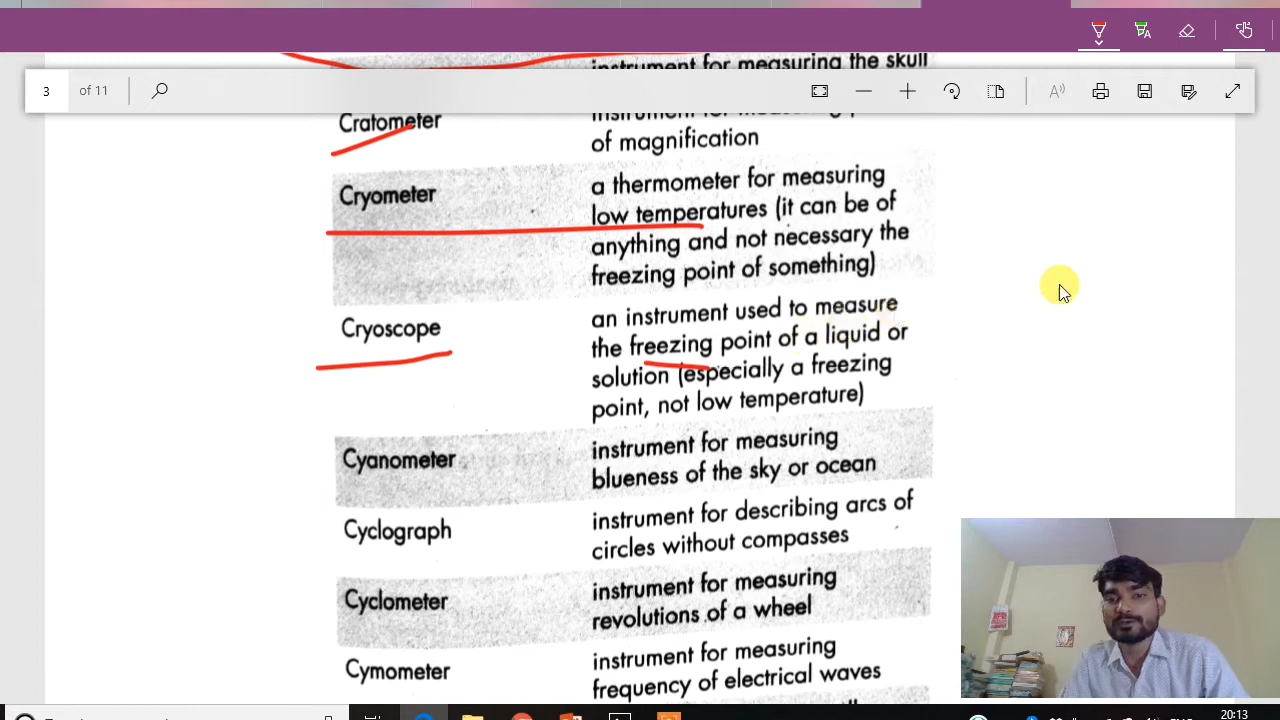 instrument for measuring the skull
3 of 11
Cratometer
of magnification
Cryometer
a thermometer for measuring
low temperatures (it can be of
anything and not necessary the
freezing point of something)
Cryoscope
an instrument used to measure
the freezing point of a liquid or
solution (especially a freezing
point, not low temperature)
Cyanometer
instrument for measuring
blueness of the sky or ocean
Cyclograph
instrument for describing arcs of
circles without compasses
Cyclometer
instrument for measuring
revolutions of a wheel
Cymometer
instrument for measuring
frequency of electrical waves
20:13